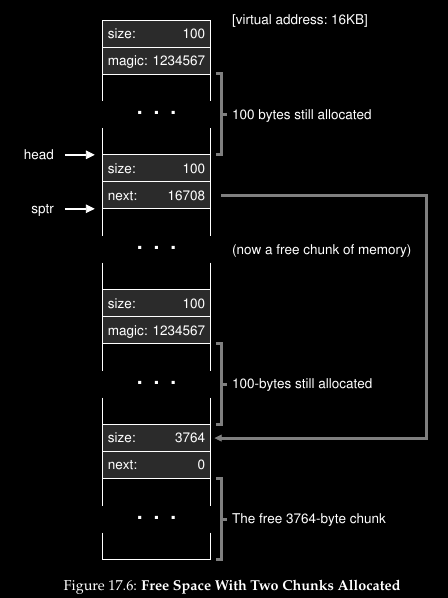 [virtual address: 16KB]
size: 100
magic: 1234567
. . .
100 bytes still allocated
head
size: 100
next: 16708
sptr
. . .
(now a free chunk of memory)
size: 100
magic: 1234567
. . .
100-bytes still allocated
size: 3764
next: 0
. . .
The free 3764-byte chunk
Figure 17.6: Free Space With Two Chunks Allocated